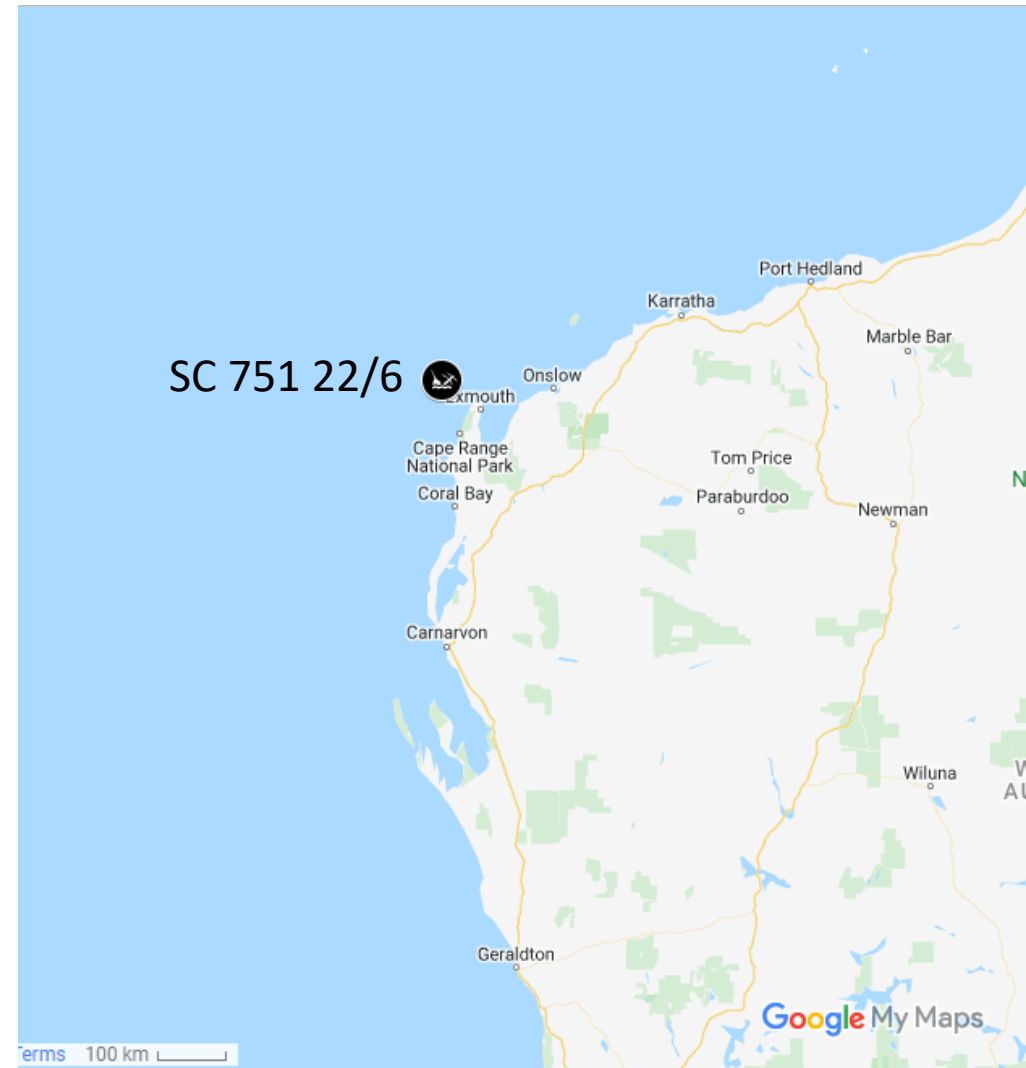 Port Hedland
Karratha
Marble Bar
SC 751 22/6
Onslow
Exmouth
Cape Range
National Park
Tom Price
Coral Bay
Paraburdoo
N
Newman
Carnarvon
Wiluna
W
AU
Geraldton
Google My Maps
Terms 100 km